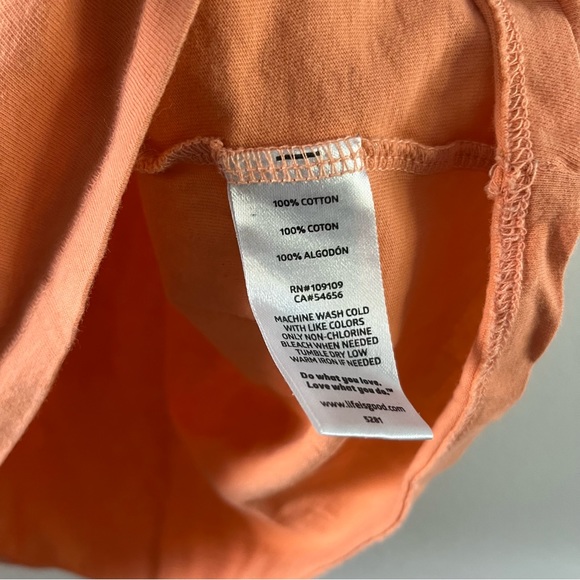 100% COTTON
100% COTON
100% ALGODÓN
RN#109109
CA#54656
MACHINE WASH COLD
WITH LIKE COLORS
ONLY NON-CHLORINE
BLEACH WHEN NEEDED
TUMBLE DRY LOW
WARM IRON IF NEEDED
Do what you love.
Love what you do.™
www.lifeisgood.com
S281